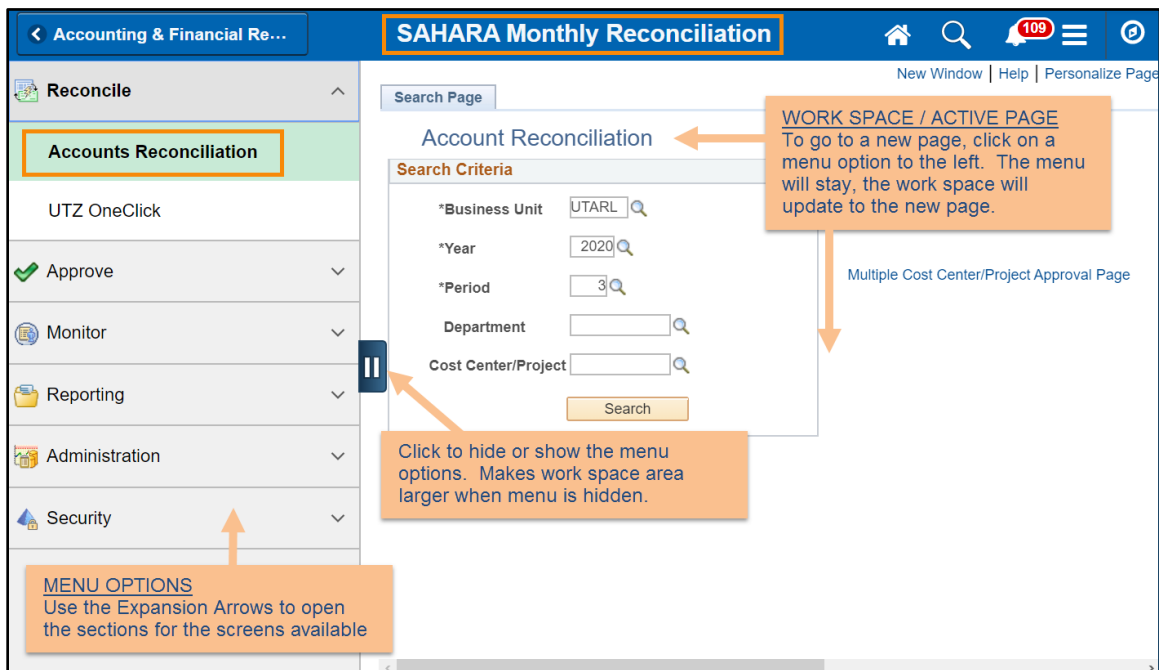 Accounting & Financial Re...
SAHARA Monthly Reconciliation
109
New Window | Help | Personalize Page
Reconcile
Accounts Reconciliation
UTZ OneClick
Approve
Monitor
Reporting
Administration
Security
Search Page
Account Reconciliation
Search Criteria
*Business Unit UTARL
*Year 2020
*Period 3
Department
Cost Center/Project
Search
Multiple Cost Center/Project Approval Page
WORK SPACE / ACTIVE PAGE
To go to a new page, click on a
menu option to the left. The menu
will stay, the work space will
update to the new page.
Click to hide or show the menu
options. Makes work space area
larger when menu is hidden.
MENU OPTIONS
Use the Expansion Arrows to open
the sections for the screens available